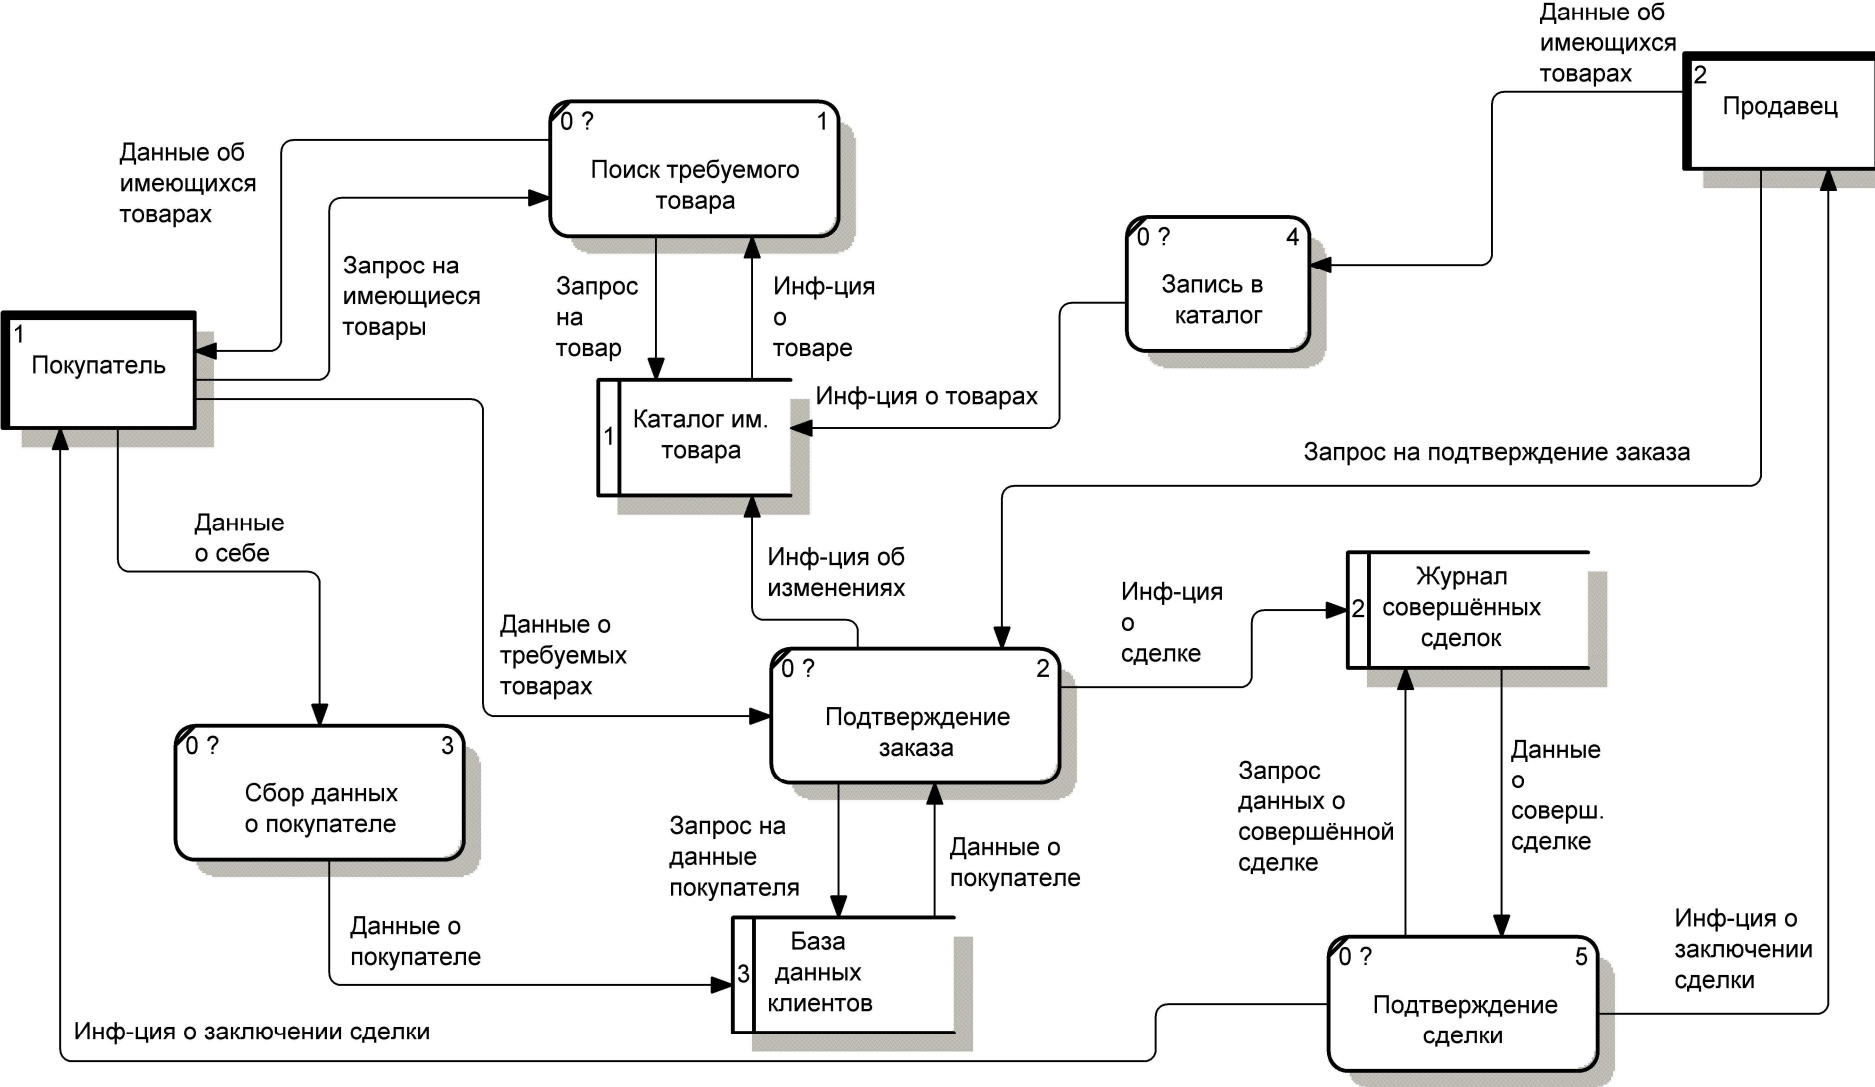 Данные об
имеющихся
товарах
2
Продавец
0 ?
1
Поиск требуемого
товара
Данные об
имеющихся
товарах
0 ?
4
Запись в
каталог
Запрос на
имеющиеся
товары
Запрос
на
товар
Инф-ция
о
товаре
1
Покупатель
Инф-ция о товарах
1
Каталог им.
товара
Запрос на подтверждение заказа
Данные
о себе
Инф-ция об
изменениях
Инф-ция
о
сделке
2
Журнал
совершённых
сделок
Данные о
требуемых
товарах
0 ?
2
Подтверждение
заказа
0 ?
3
Сбор данных
о покупателе
Запрос
данных о
совершённой
сделке
Данные
о
соверш.
сделке
Запрос на
данные
покупателя
Данные о
покупателе
Данные о
покупателе
3
База
данных
клиентов
0 ?
5
Подтверждение
сделки
Инф-ция о
заключении
сделки
Инф-ция о заключении сделки